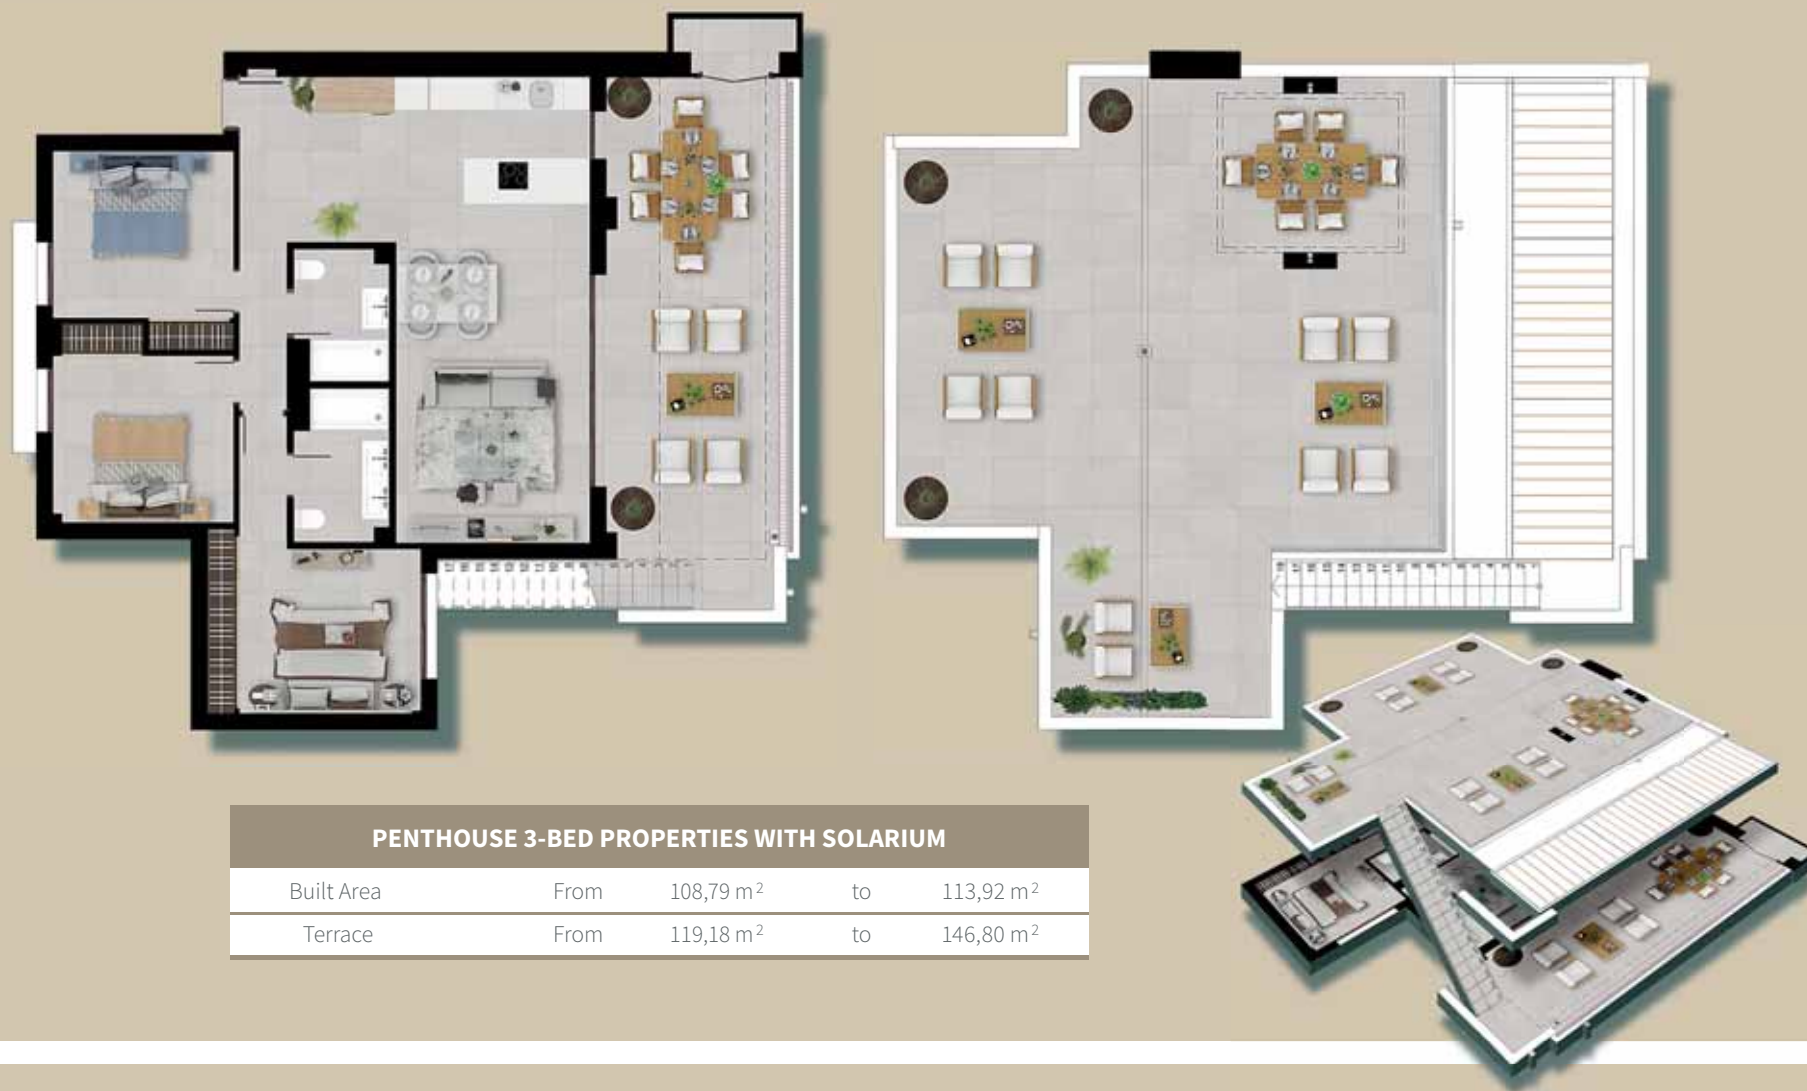 PENTHOUSE 3-BED PROPERTIES WITH SOLARIUM
Built Area From 108,79 m² to 113,92 m²
Terrace From 119,18 m² to 146,80 m²